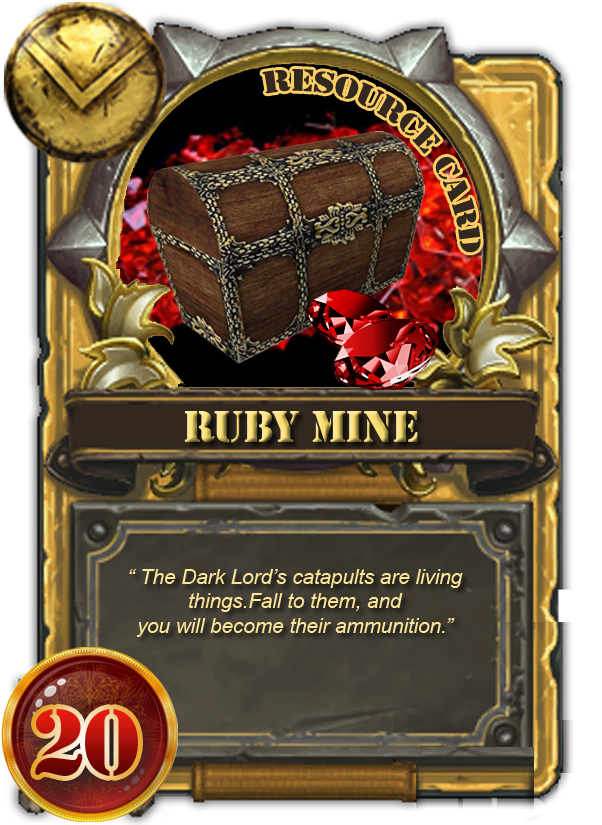 RESOURCE CARD
RUBY MINE
“ The Dark Lord’s catapults are living
things.Fall to them, and
you will become their ammunition.”
20